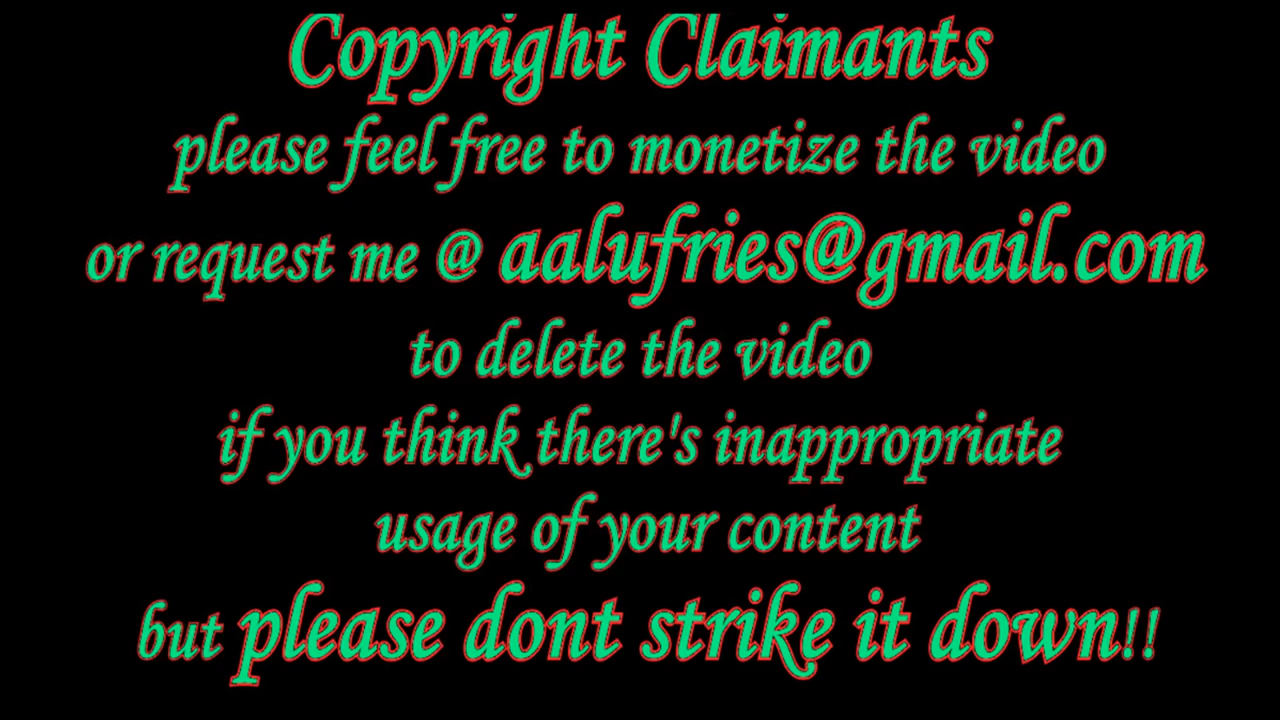 Copyright Claimants
please feel free to monetize the video
or request me @ aalufries@gmail.com
to delete the video
if you think there's inappropriate
usage of your content
but please dont strike it down!!